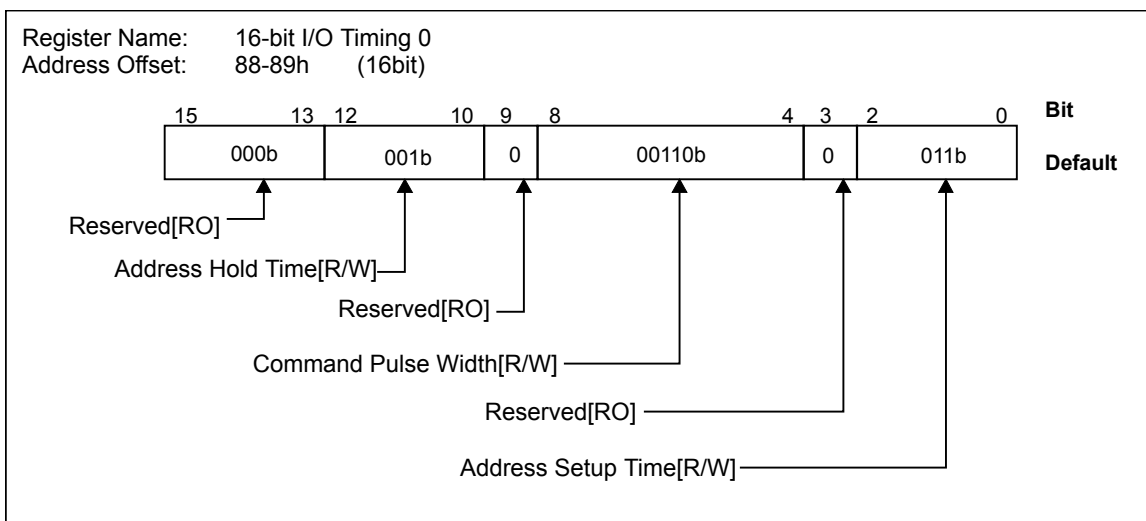 Register Name: 16-bit I/O Timing 0
Address Offset: 88-89h (16bit)
15 13 12 10 9 8 4 3 2 0 Bit
000b 001b 0 00110b 0 011b Default
Reserved[RO]
Address Hold Time[R/W]
Reserved[RO]
Command Pulse Width[R/W]
Reserved[RO]
Address Setup Time[R/W]